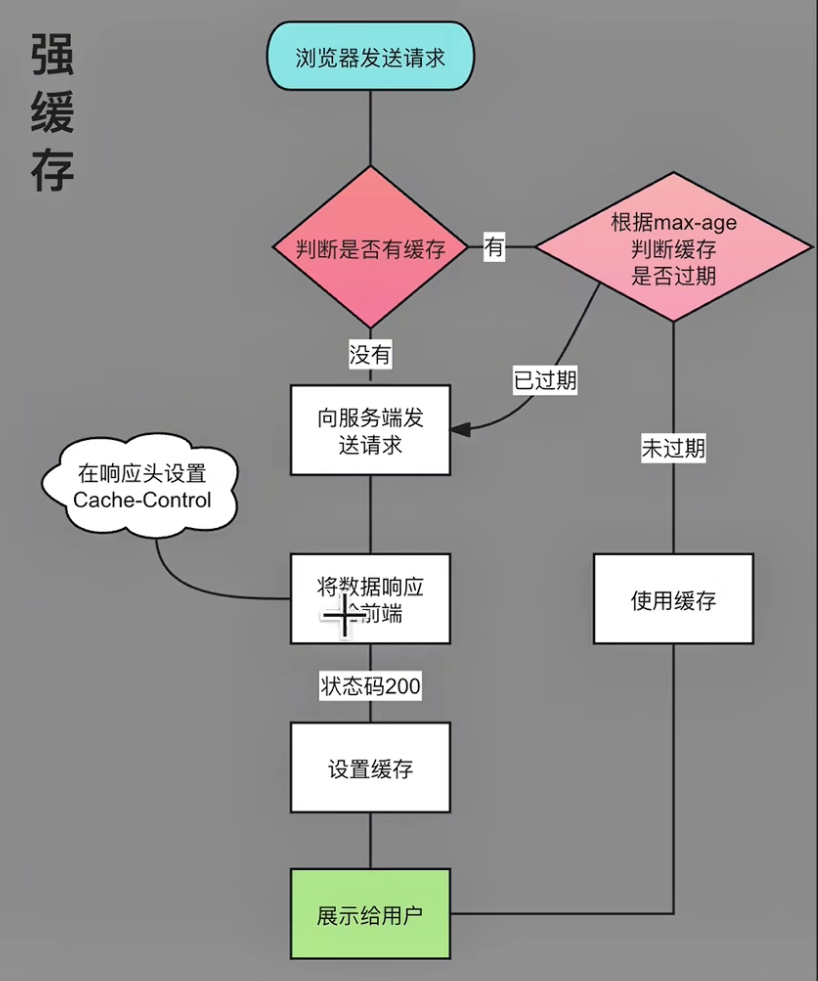 强缓存
浏览器发送请求
判断是否有缓存
有
根据max-age
判断缓存
是否过期
没有
已过期
向服务端发
送请求
未过期
在响应头设置
Cache-Control
将数据响应
前端
使用缓存
状态码200
设置缓存
展示给用户